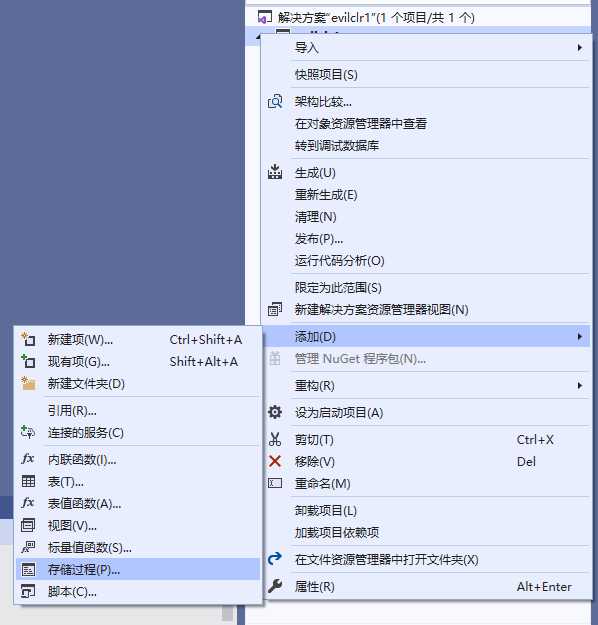 解决方案“evilclr1”(1 个项目/共 1 个)
导入
快照项目(S)
架构比较...
在对象资源管理器中查看
转到调试数据库
生成(U)
重新生成(E)
清理(N)
发布(P)...
运行代码分析(O)
限定为此范围(S)
新建解决方案资源管理器视图(N)
添加(D)
管理 NuGet 程序包(N)...
重构(R)
设为启动项目(A)
剪切(T) Ctrl+X
移除(V) Del
重命名(M)
卸载项目(L)
加载项目依赖项
在文件资源管理器中打开文件夹(X)
属性(R) Alt+Enter
新建项(W)... Ctrl+Shift+A
现有项(G)... Shift+Alt+A
新建文件夹(D)
引用(R)...
连接的服务(C)
内联函数(I)...
表(T)...
表值函数(A)...
视图(V)...
标量值函数(S)...
存储过程(P)...
脚本(C)...